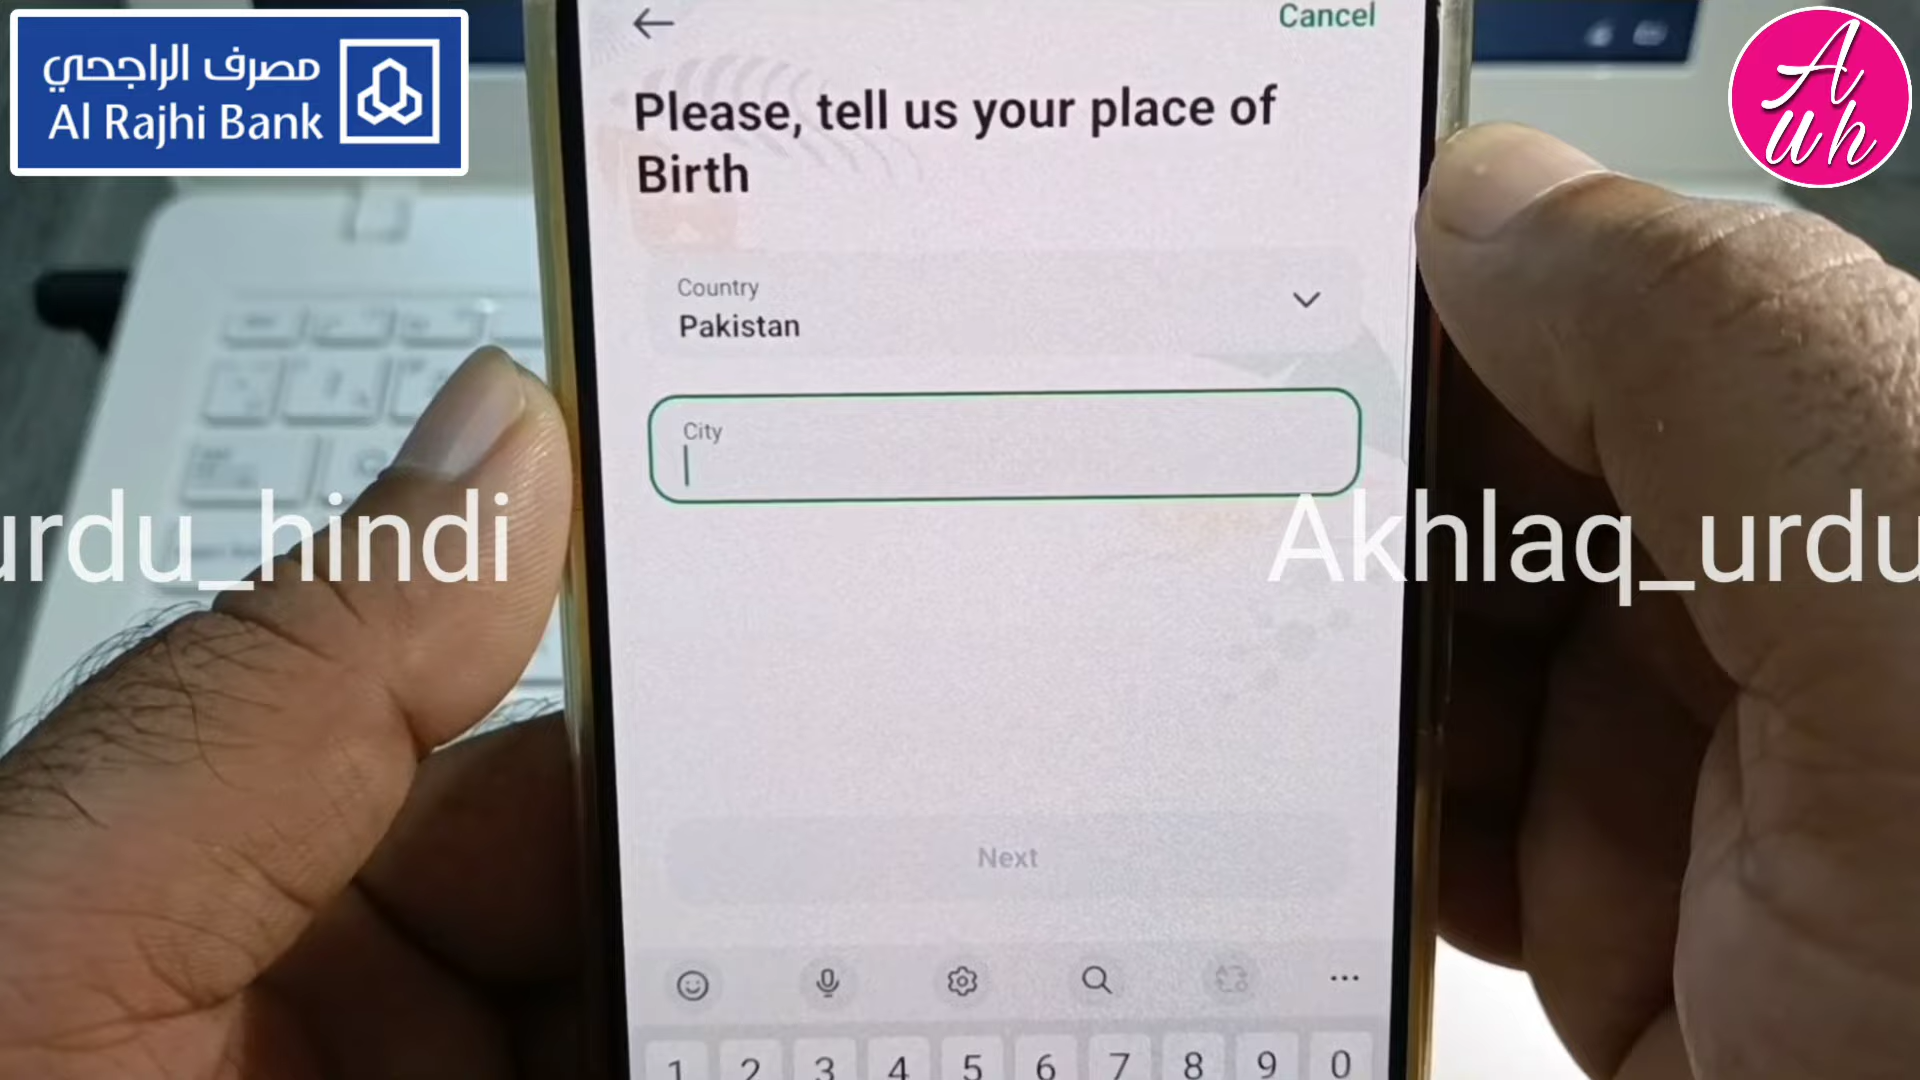 مصرف الراجحي
Al Rajhi Bank
Cancel
AUh
Please, tell us your place of
Birth
Country
Pakistan
City
urdu_hindi
Akhlaq_urdu
Next
1 2 3 4 5 6 7 8 9 0